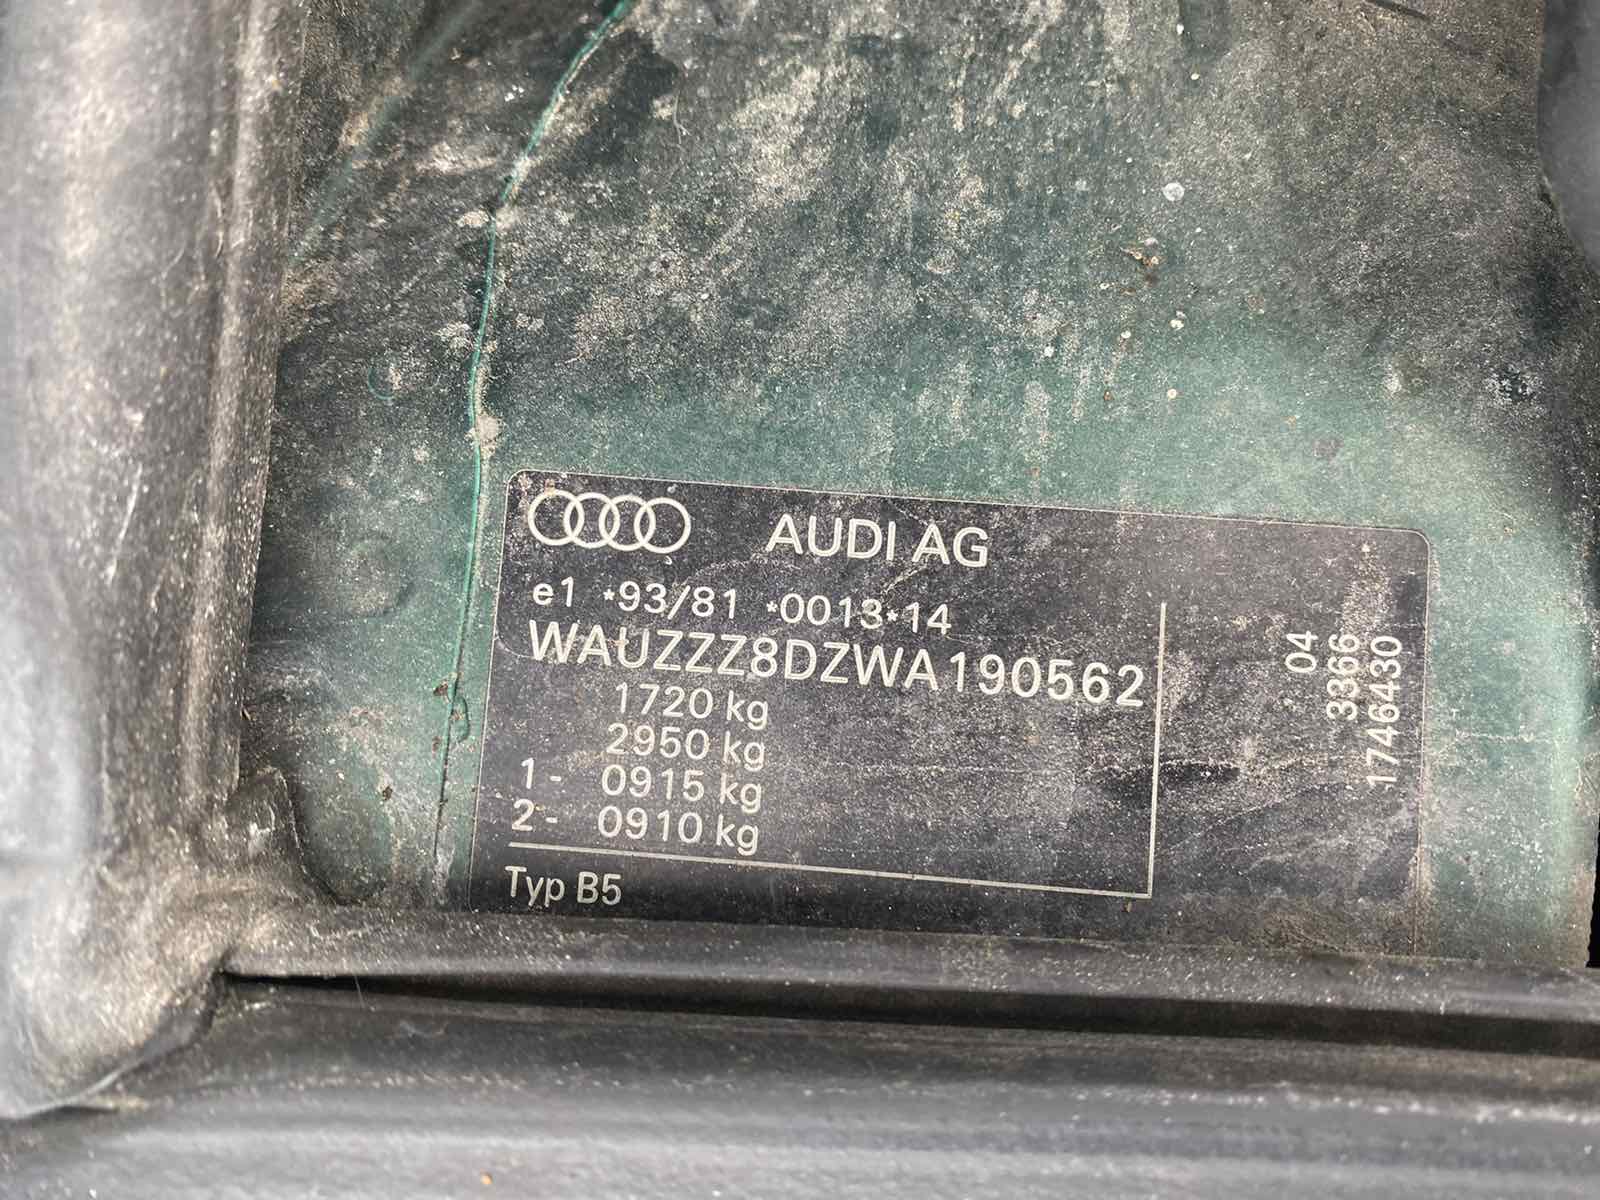 AUDI AG
e1 *93/81 *0013*14
WAUZZZ8DZWA190562
1720 kg
2950 kg
1- 0915 kg
2- 0910 kg
Typ B5
04
3366
1746430